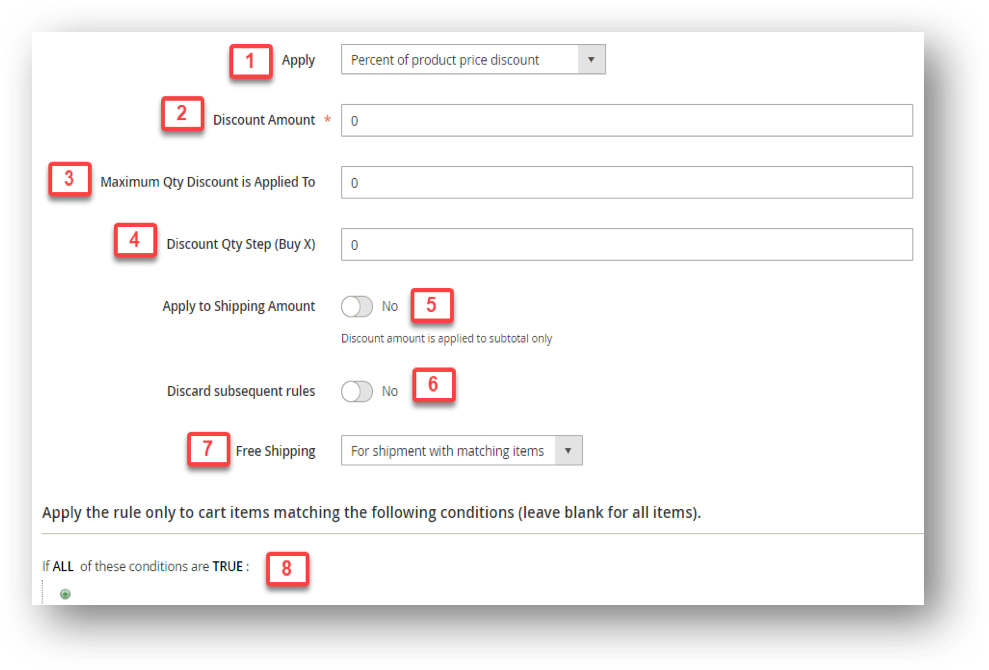 1 Apply Percent of product price discount
2 Discount Amount * 0
3 Maximum Qty Discount is Applied To 0
4 Discount Qty Step (Buy X) 0
Apply to Shipping Amount No 5
Discount amount is applied to subtotal only
Discard subsequent rules No 6
7 Free Shipping For shipment with matching items
Apply the rule only to cart items matching the following conditions (leave blank for all items).
If ALL of these conditions are TRUE : 8